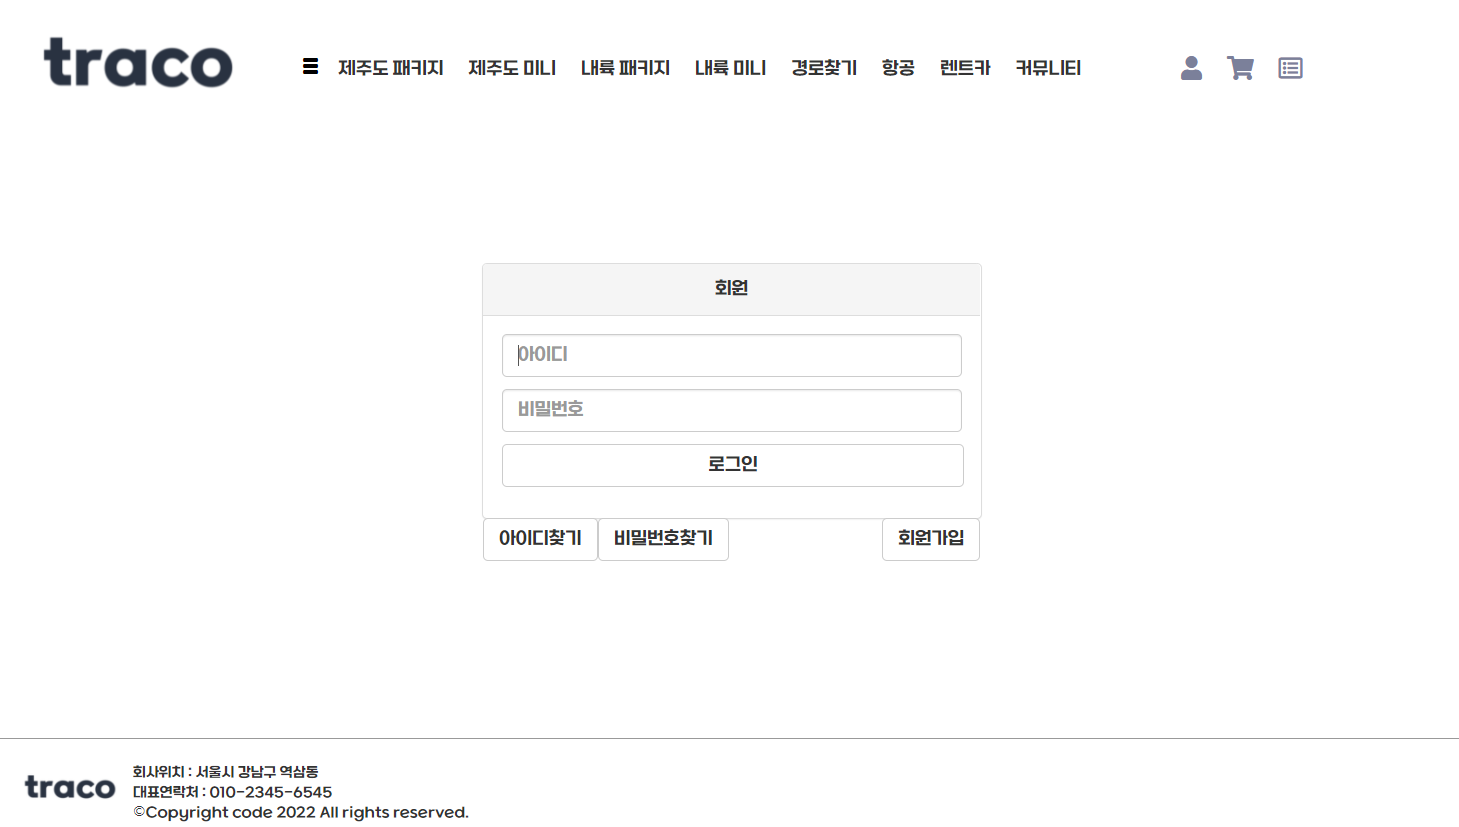 traco
제주도 패키지 제주도 미니 내륙 패키지 내륙 미니 경로찾기 항공 렌트카 커뮤니티
회원
아이디
비밀번호
로그인
아이디찾기 비밀번호찾기 회원가입
traco
회사위치 : 서울시 강남구 역삼동
대표연락처 : 010-2345-6545
©Copyright code 2022 All rights reserved.